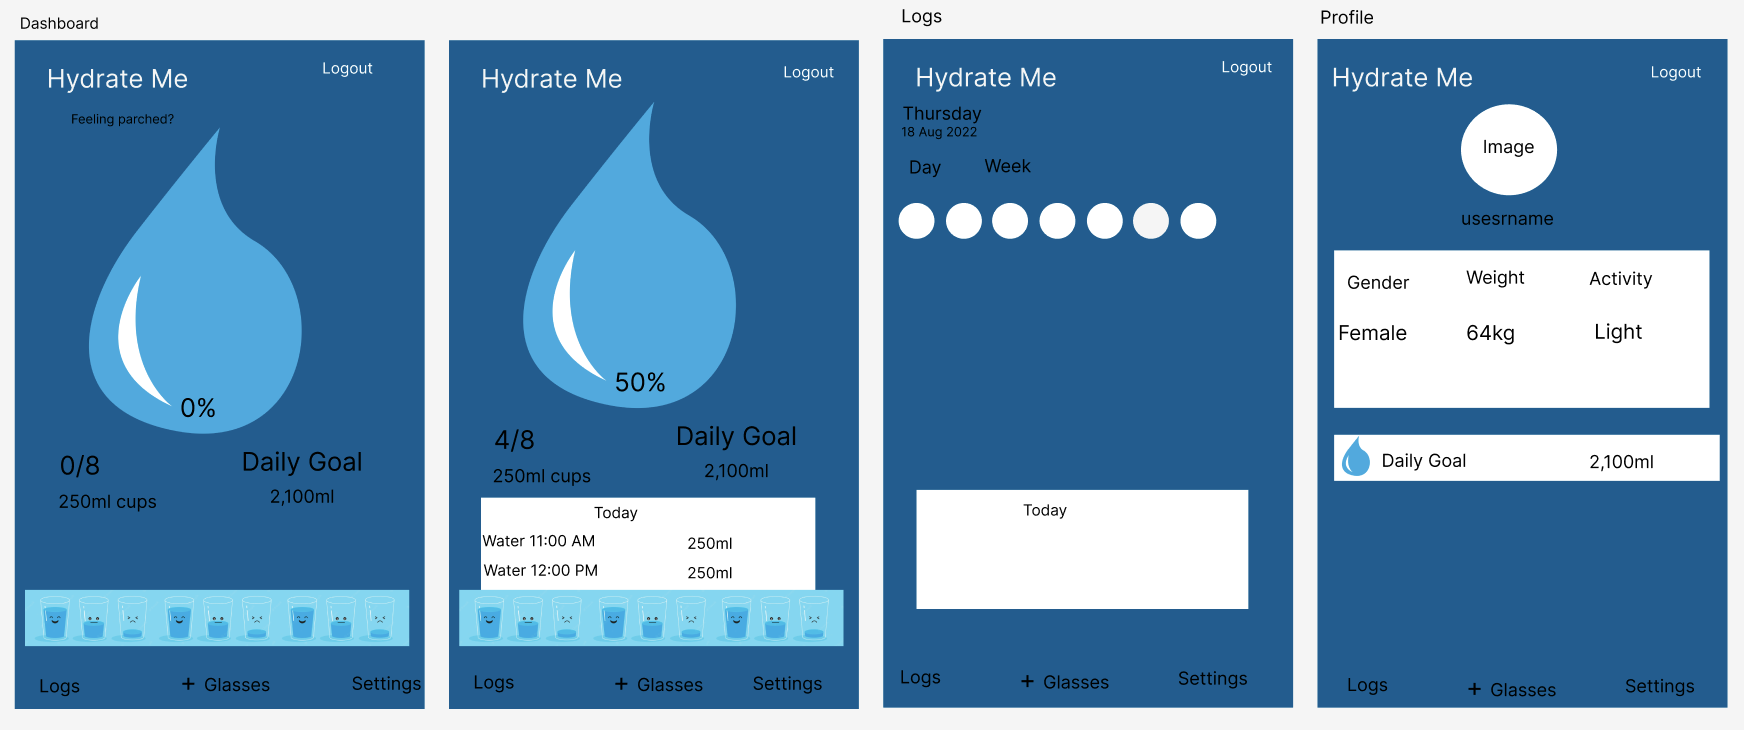 Dashboard
Hydrate Me
Logout
Feeling parched?
0%
0/8
Daily Goal
250ml cups
2,100ml
Logs
+ Glasses
Settings
Hydrate Me
Logout
50%
4/8
Daily Goal
250ml cups
2,100ml
Today
Water 11:00 AM
250ml
Water 12:00 PM
250ml
Logs
+ Glasses
Settings
Logs
Hydrate Me
Logout
Thursday
18 Aug 2022
Day
Week
Today
Logs
+ Glasses
Settings
Profile
Hydrate Me
Logout
Image
usesrname
Gender
Weight
Activity
Female
64kg
Light
Daily Goal
2,100ml
Logs
+ Glasses
Settings